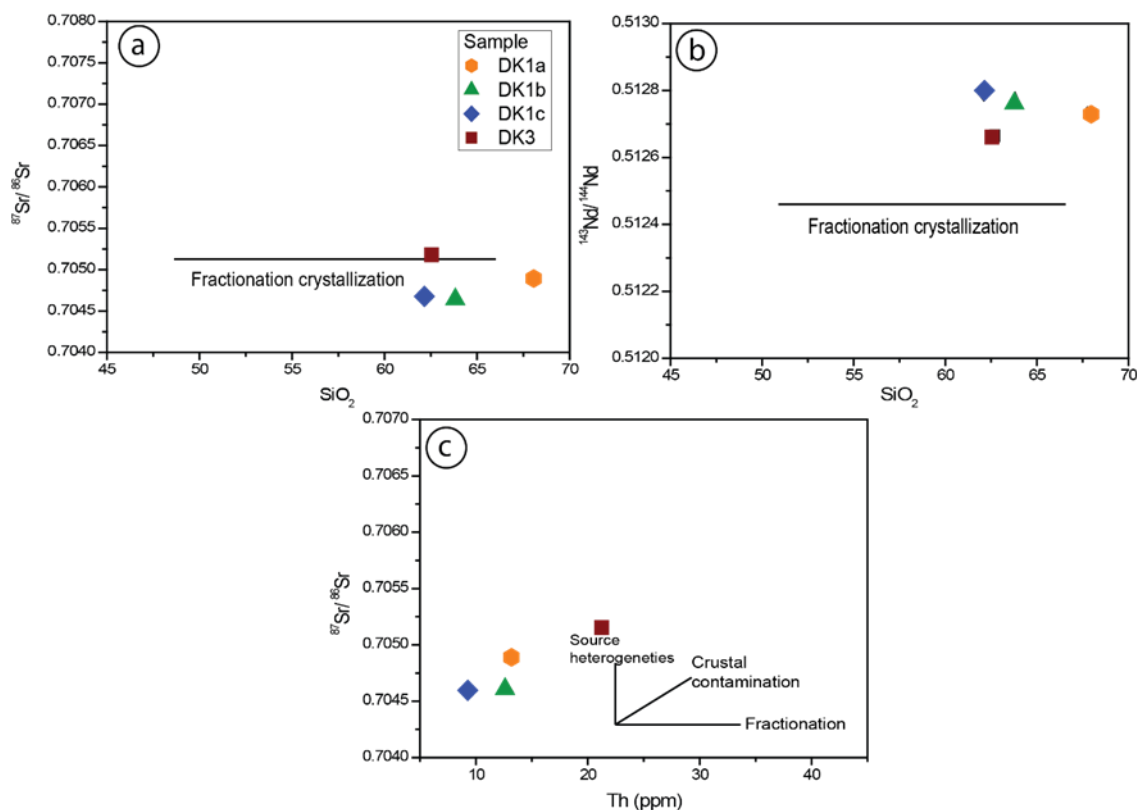 a
0.7080
0.7075
0.7070
0.7065
0.7060
0.7055
0.7050
0.7045
0.7040
⁸⁷Sr/⁸⁶Sr
Sample
DK1a
DK1b
DK1c
DK3
Fractionation crystallization
45 50 55 60 65 70
SiO₂
b
0.5130
0.5128
0.5126
0.5124
0.5122
0.5120
¹⁴³Nd/¹⁴⁴Nd
Fractionation crystallization
45 50 55 60 65 70
SiO₂
c
0.7070
0.7065
0.7060
0.7055
0.7050
0.7045
0.7040
⁸⁷Sr/⁸⁶Sr
Source
heterogeneties
Crustal
contamination
Fractionation
10 20 30 40
Th (ppm)